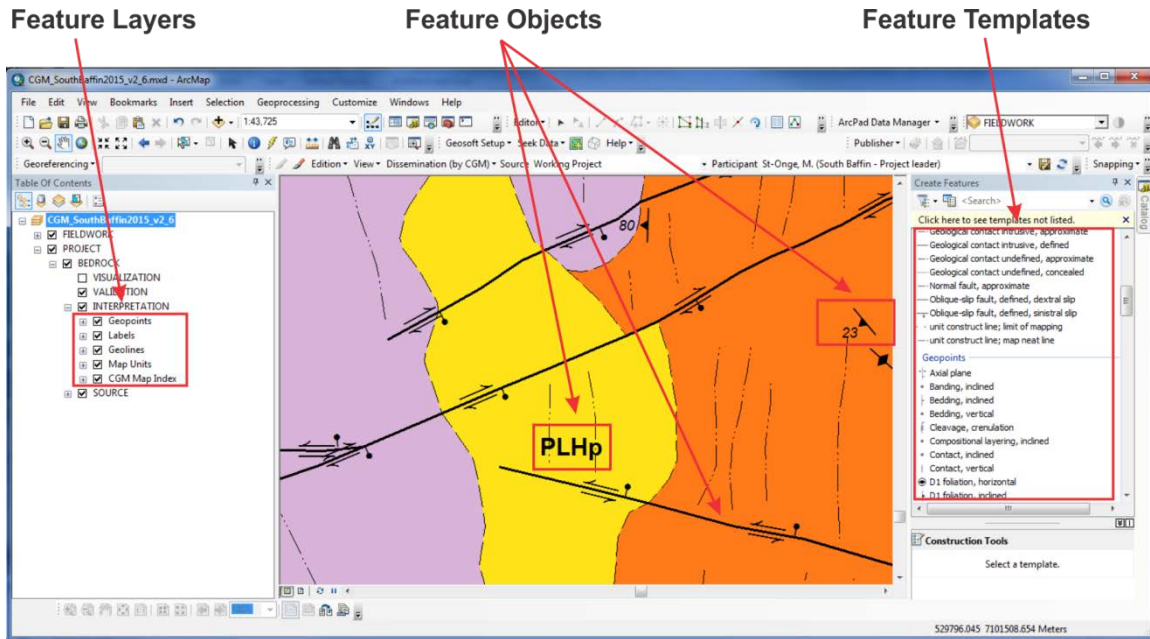 Feature Layers
Feature Objects
Feature Templates
CGM_SouthBaffin2015_v2_6.mxd - ArcMap
File Edit View Bookmarks Insert Selection Geoprocessing Customize Windows Help
1:43,725
Editor
ArcPad Data Manager
FIELDWORK
Geosoft Setup
Seek Data
Help
Publisher
Georeferencing
Edition View Dissemination (by CGM) Source Working Project
Participant St-Onge, M. (South Baffin - Project leader)
Snapping
Table Of Contents
CGM_SouthBaffin2015_v2_6
FIELDWORK
PROJECT
BEDROCK
VISUALIZATION
VALIDATION
INTERPRETATION
Geopoints
Labels
Geolines
Map Units
CGM Map Index
SOURCE
80
23
PLHp
Create Features
<Search>
Click here to see templates not listed.
Geological contact intrusive, approximate
Geological contact intrusive, defined
Geological contact undefined, approximate
Geological contact undefined, concealed
Normal fault, approximate
Oblique-slip fault, defined, dextral slip
Oblique-slip fault, defined, sinistral slip
unit construct line; limit of mapping
unit construct line; map neat line
Geopoints
Axial plane
Banding, inclined
Bedding, inclined
Bedding, vertical
Cleavage, crenulation
Compositional layering, inclined
Contact, inclined
Contact, vertical
D1 foliation, horizontal
D1 foliation, inclined
Construction Tools
Select a template.
Catalog
529796.045 7101508.654 Meters